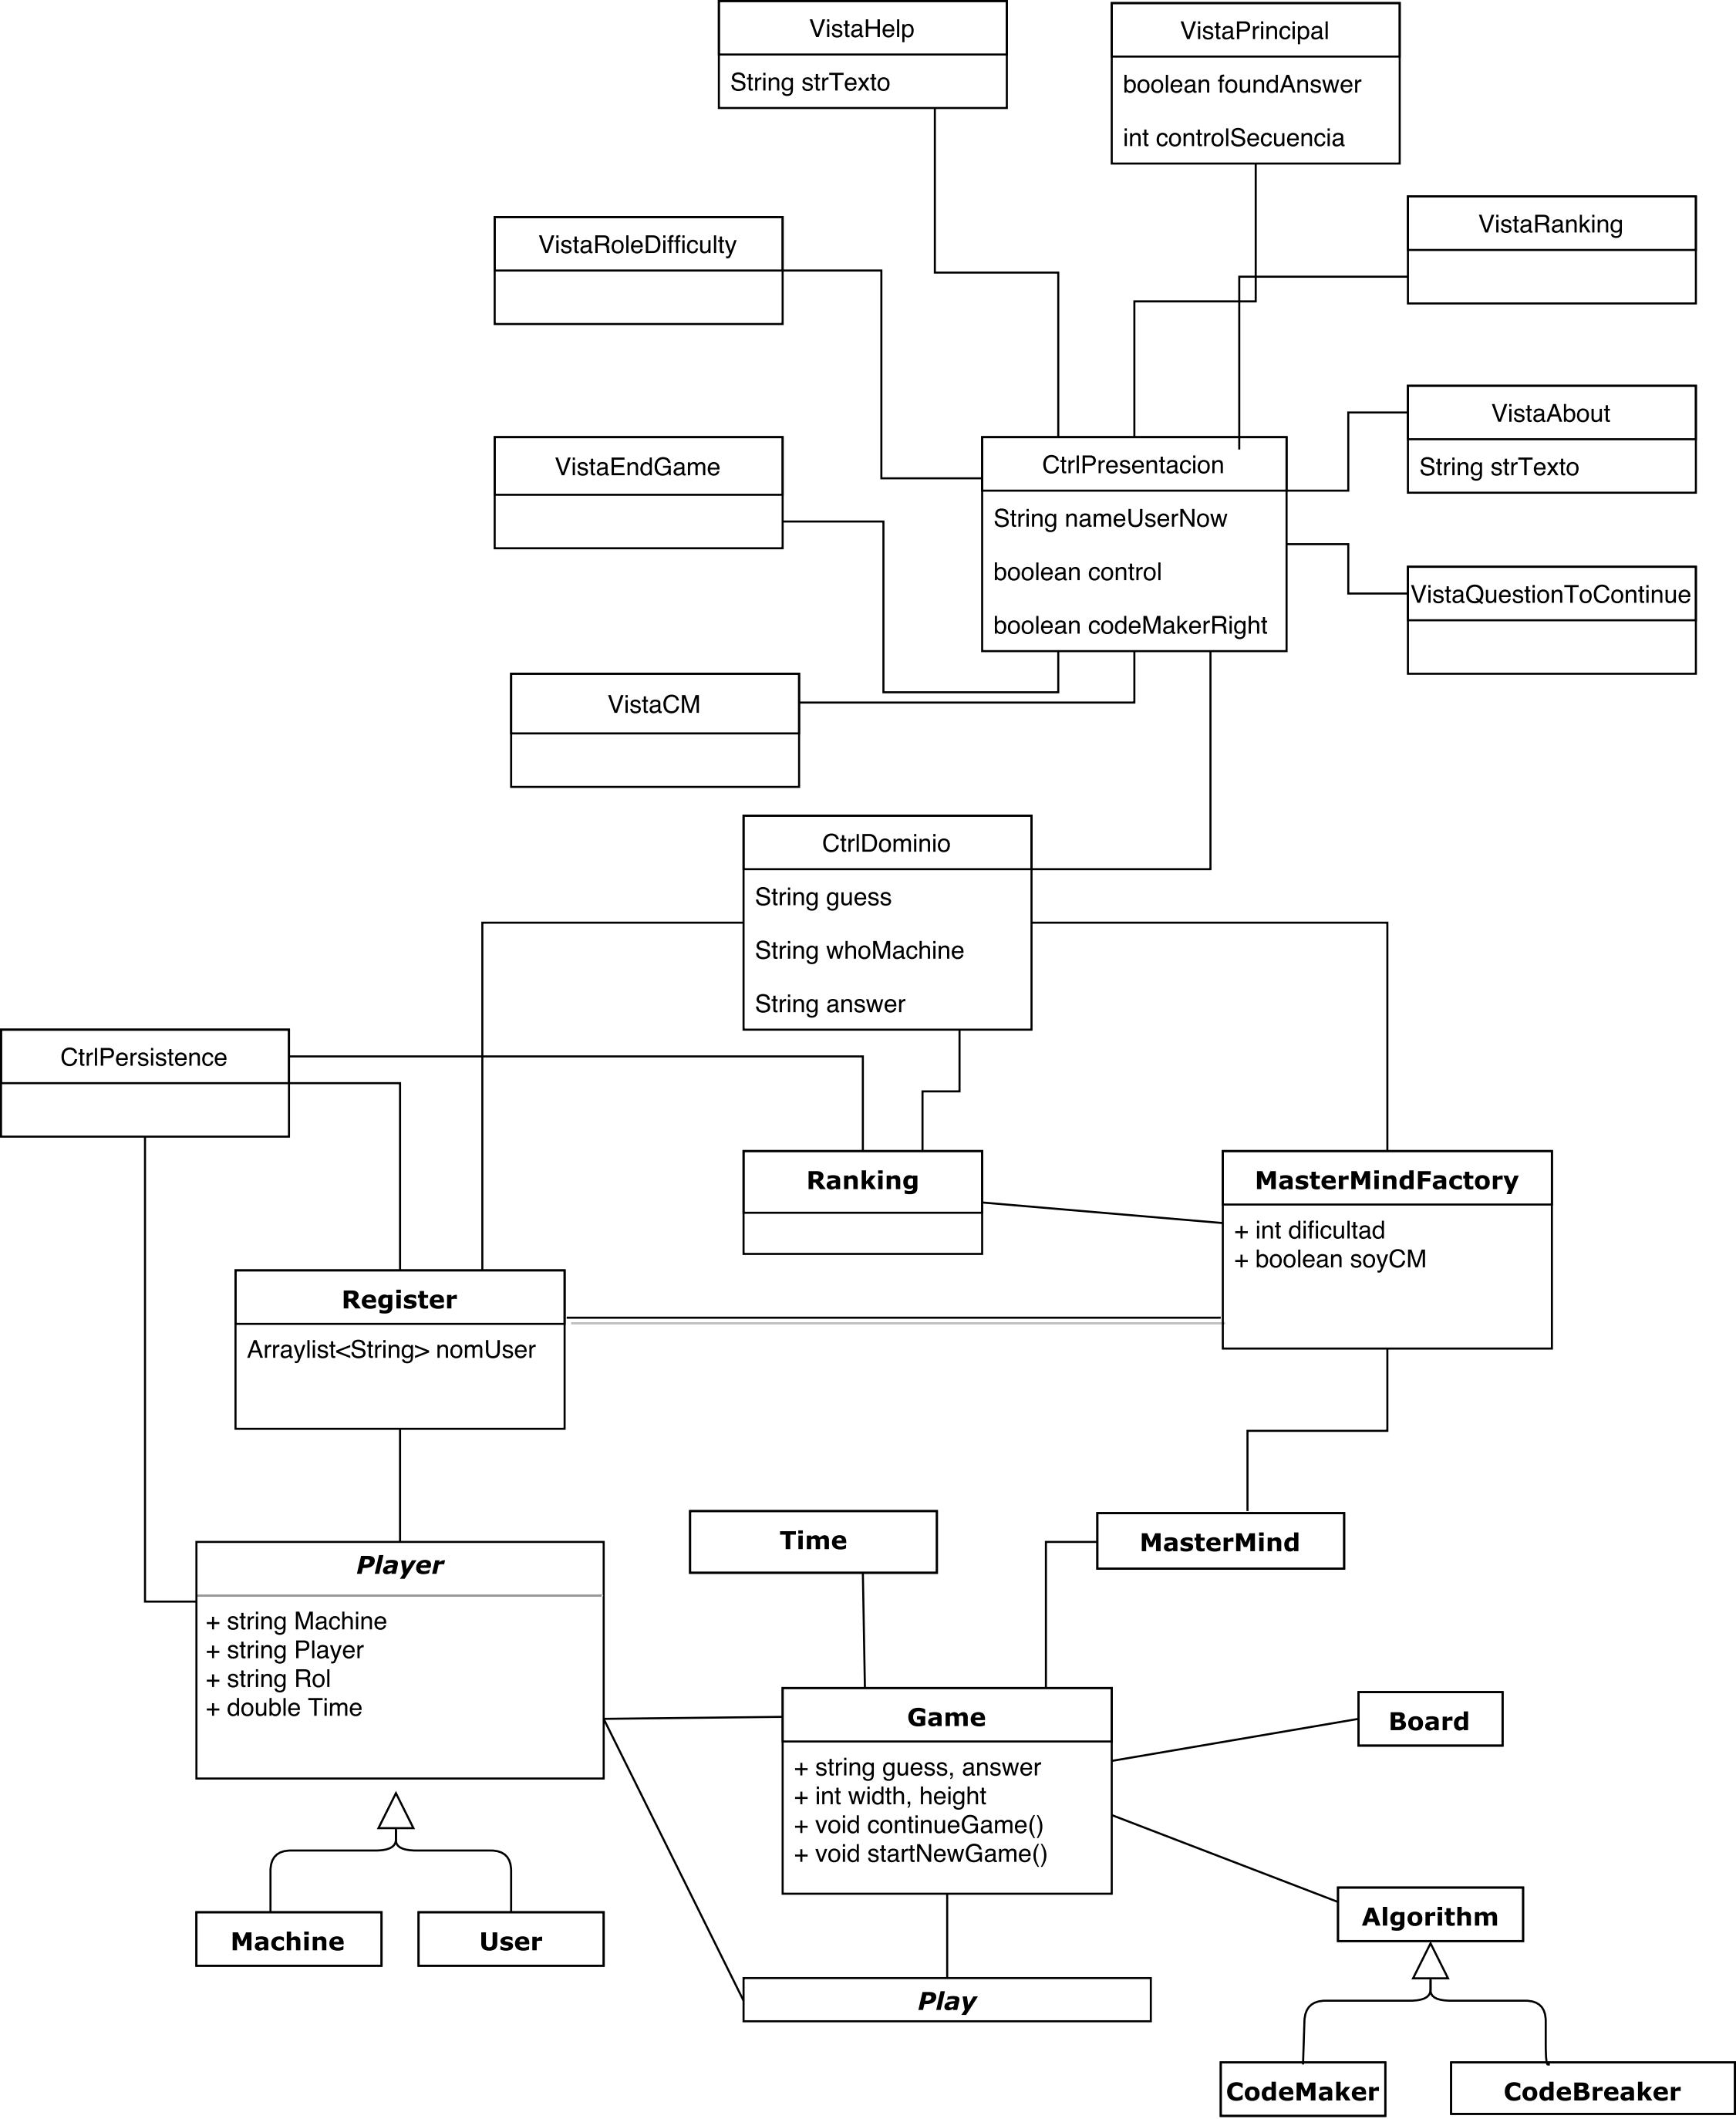 VistaHelp
String strTexto
VistaPrincipal
boolean foundAnswer
int controlSecuencia
VistaRanking
VistaRoleDifficulty
VistaAbout
String strTexto
VistaEndGame
CtrlPresentacion
String nameUserNow
boolean control
boolean codeMakerRight
VistaQuestionToContinue
VistaCM
CtrlDominio
String guess
String whoMachine
String answer
CtrlPersistence
Ranking
MasterMindFactory
+ int dificultad
+ boolean soyCM
Register
Arraylist<String> nomUser
Time
MasterMind
Player
+ string Machine
+ string Player
+ string Rol
+ double Time
Game
+ string guess, answer
+ int width, height
+ void continueGame()
+ void startNewGame()
Board
Algorithm
Machine
User
Play
CodeMaker
CodeBreaker